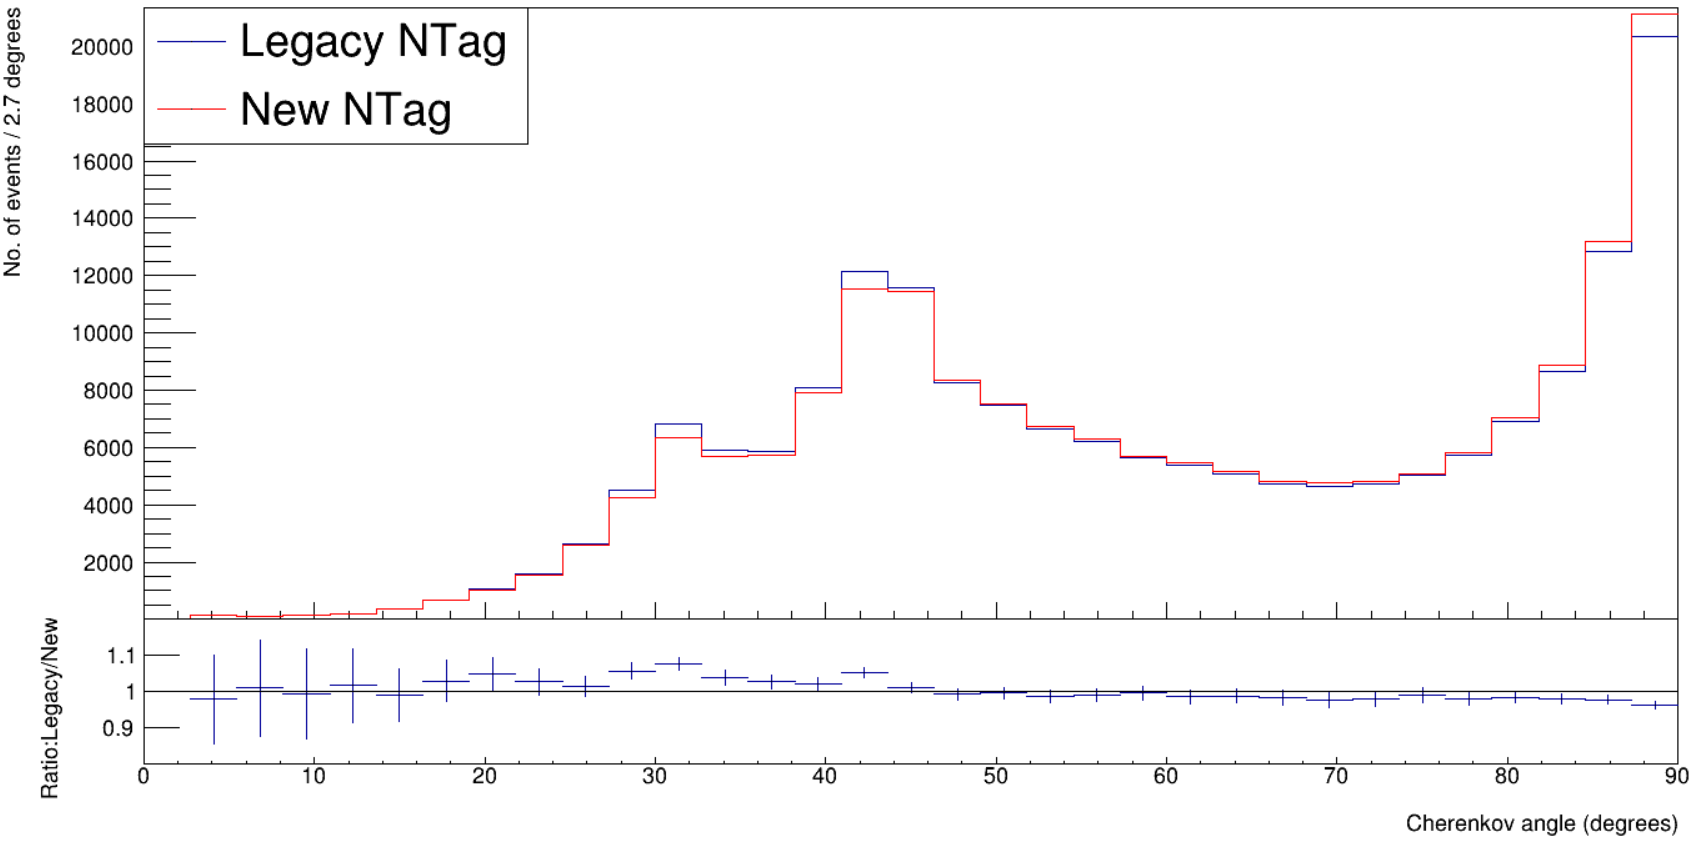 No. of events / 2.7 degrees
Legacy NTag
New NTag
20000
18000
16000
14000
12000
10000
8000
6000
4000
2000
Ratio:Legacy/New
1.1
1
0.9
0 10 20 30 40 50 60 70 80 90
Cherenkov angle (degrees)